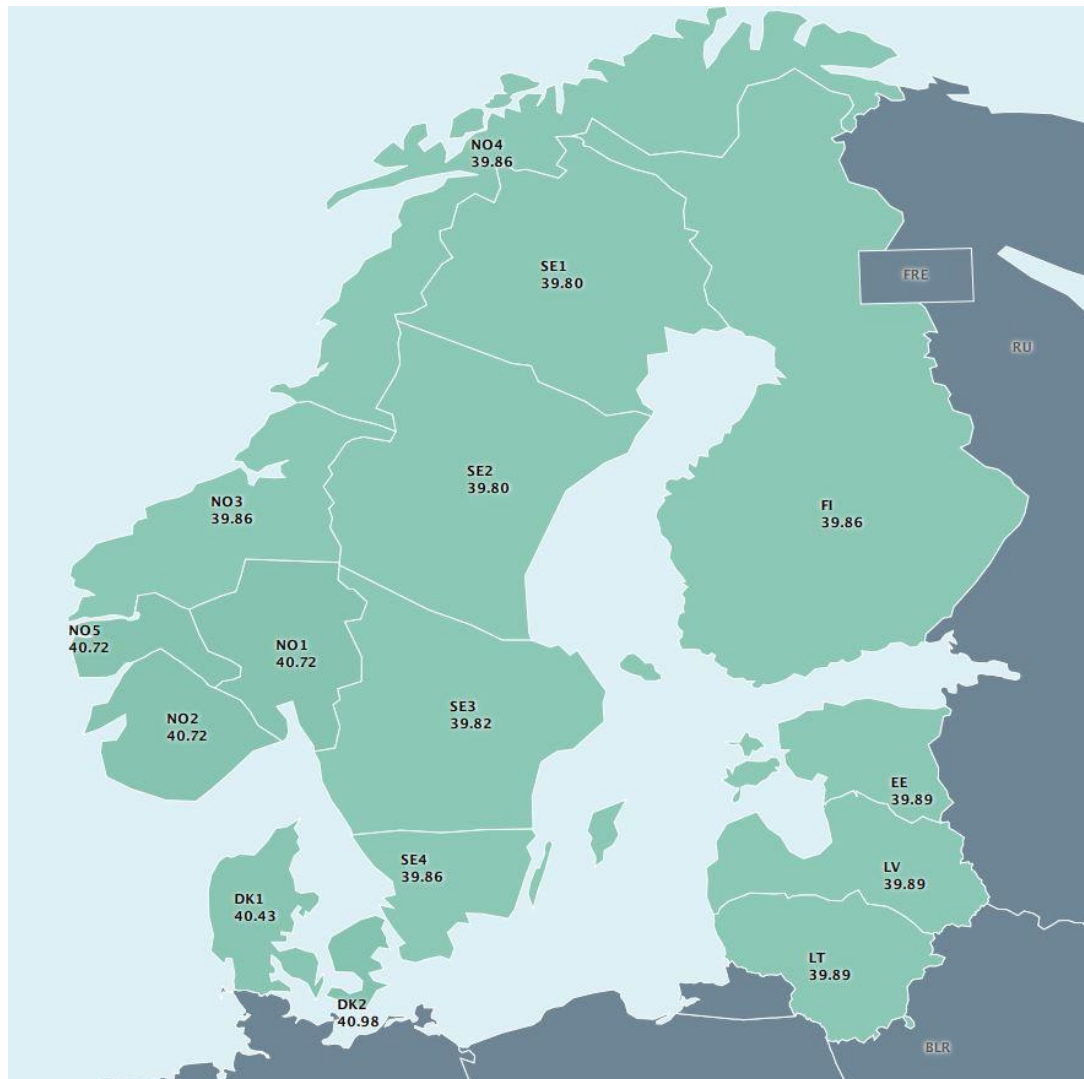 NO4
39.86
SE1
39.80
FRE
RU
SE2
39.80
NO3
39.86
FI
39.86
NO5
40.72
NO1
40.72
SE3
39.82
NO2
40.72
EE
39.89
SE4
39.86
LV
39.89
DK1
40.43
LT
39.89
DK2
40.98
BLR